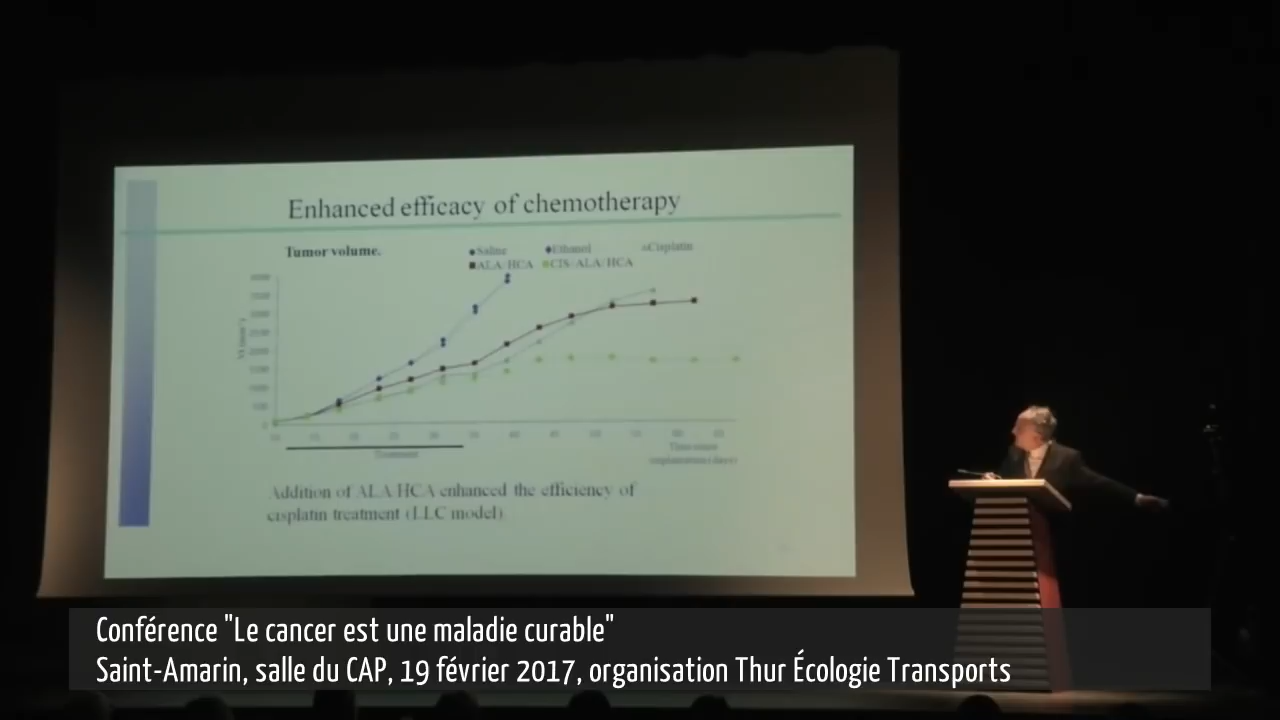 Enhanced efficacy of chemotherapy
Tumor volume.
Saline
Ethanol
Cisplatin
ALA/HCA
CIS/ALA/HCA
Treatment
Addition of ALA HCA enhanced the efficiency of
cisplatin treatment (LLC model).
Conférence "Le cancer est une maladie curable"
Saint-Amarin, salle du CAP, 19 février 2017, organisation Thur Écologie Transports